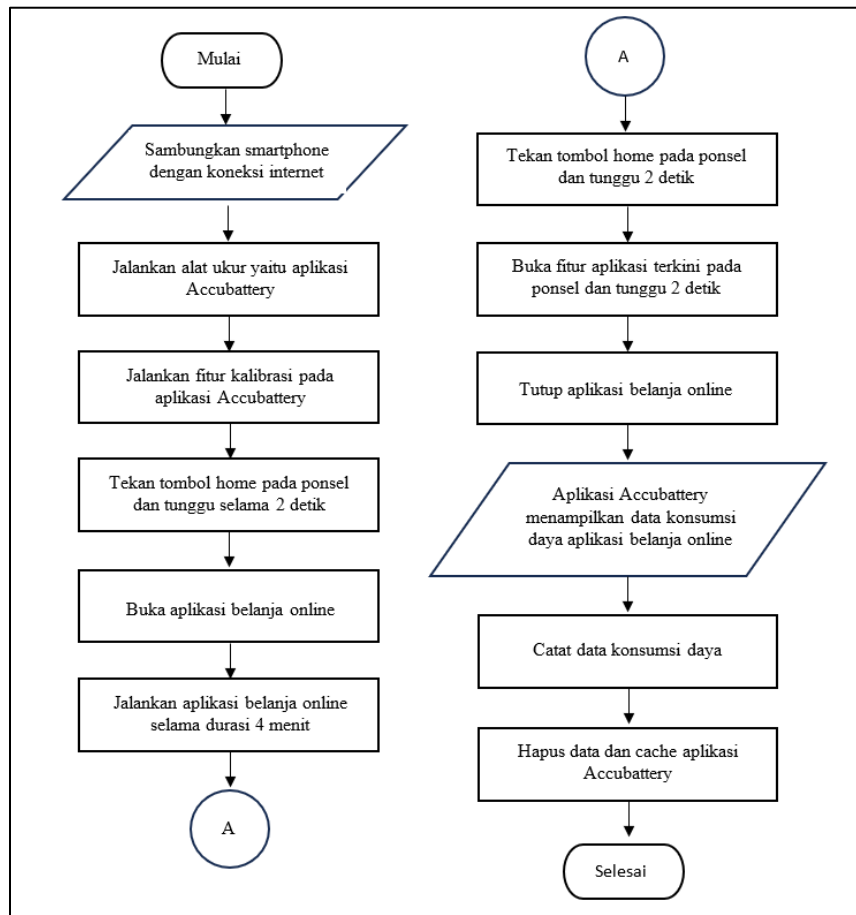 Mulai
Sambungkan smartphone
dengan koneksi internet
Jalankan alat ukur yaitu aplikasi
Accubattery
Jalankan fitur kalibrasi pada
aplikasi Accubattery
Tekan tombol home pada ponsel
dan tunggu selama 2 detik
Buka aplikasi belanja online
Jalankan aplikasi belanja online
selama durasi 4 menit
A
A
Tekan tombol home pada ponsel
dan tunggu 2 detik
Buka fitur aplikasi terkini pada
ponsel dan tunggu 2 detik
Tutup aplikasi belanja online
Aplikasi Accubattery
menampilkan data konsumsi
daya aplikasi belanja online
Catat data konsumsi daya
Hapus data dan cache aplikasi
Accubattery
Selesai